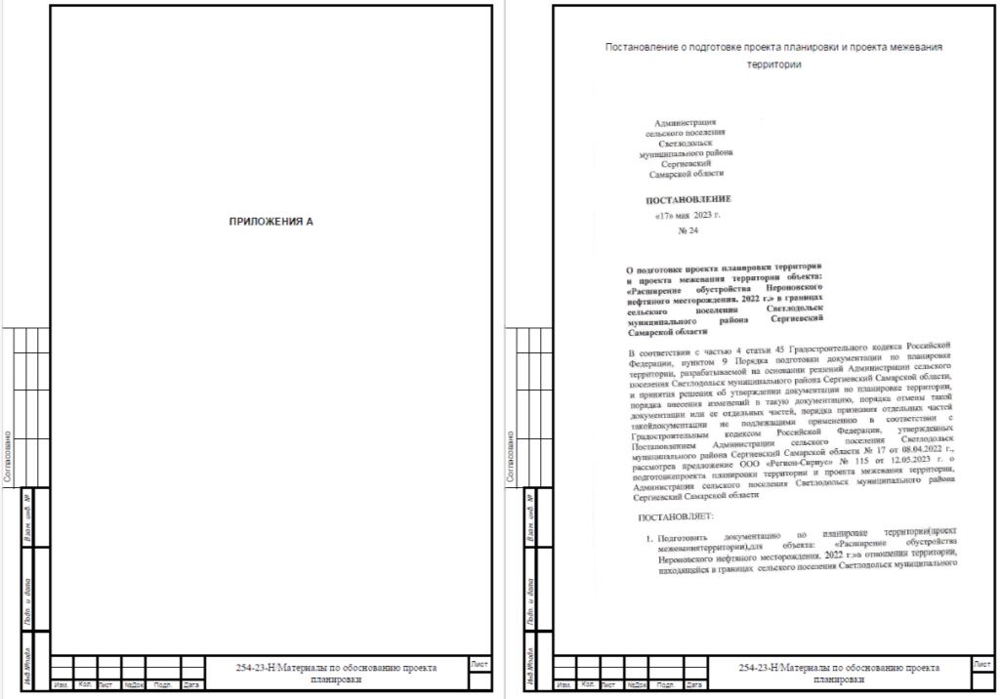 ПРИЛОЖЕНИЯ А
Согласовано
Взам. инв. №
Подп. и дата
Инв.№подл
Изм.
Кол.
Лист
№Док
Подп.
Дата
254-23-Н/Материалы по обоснованию проекта
планировки
Лист
Постановление о подготовке проекта планировки и проекта межевания
территории
Администрация
сельского поселения
Светлодольск
муниципального района
Сергиевский
Самарской области
ПОСТАНОВЛЕНИЕ
«17» мая 2023 г.
№ 24
О подготовке проекта планировки территории
и проекта межевания территории объекта:
«Расширение обустройства Нероновского
нефтяного месторождения. 2022 г.» в границах
сельского поселения Светлодольск
муниципального района Сергиевский
Самарской области
В соответствии с частью 4 статьи 45 Градостроительного кодекса Российской
Федерации, пунктом 9 Порядка подготовки документации по планировке
территории, разрабатываемой на основании решений Администрации сельского
поселения Светлодольск муниципального района Сергиевский Самарской области,
и принятия решения об утверждении документации по планировке территории,
порядка внесения изменений в такую документацию, порядка отмены такой
документации или ее отдельных частей, порядка признания отдельных частей
такойдокументации не подлежащими применению в соответствии с
Градостроительным кодексом Российской Федерации, утвержденных
Постановлением Администрации сельского поселения Светлодольск
муниципального района Сергиевский Самарской области № 17 от 08.04.2022 г.,
рассмотрев предложение ООО «Регион-Сириус» № 115 от 12.05.2023 г. о
подготовкепроекта планировки территории и проекта межевания территории,
Администрация сельского поселения Светлодольск муниципального района
Сергиевский Самарской области
ПОСТАНОВЛЯЕТ:
1. Подготовить документацию по планировке территории(проект
межеваниятерритории),для объекта: «Расширение обустройства
Нероновского нефтяного месторождения. 2022 г.»в отношении территории,
находящейся в границах сельского поселения Светлодольск муниципального
Согласовано
Взам. инв. №
Подп. и дата
Инв.№подл
Изм.
Кол.
Лист
№Док
Подп.
Дата
254-23-Н/Материалы по обоснованию проекта
планировки
Лист